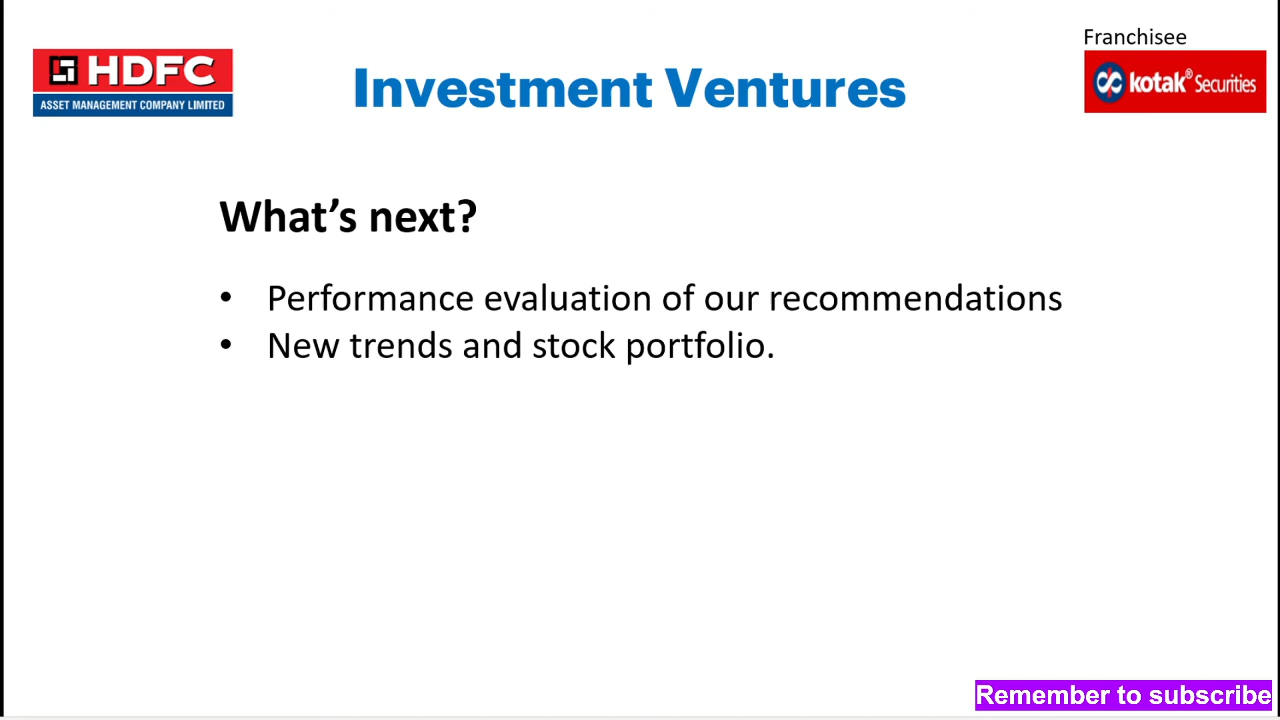 Franchisee
HDFC
ASSET MANAGEMENT COMPANY LIMITED
Investment Ventures
kotak® Securities
What’s next?
• Performance evaluation of our recommendations
• New trends and stock portfolio.
Remember to subscribe